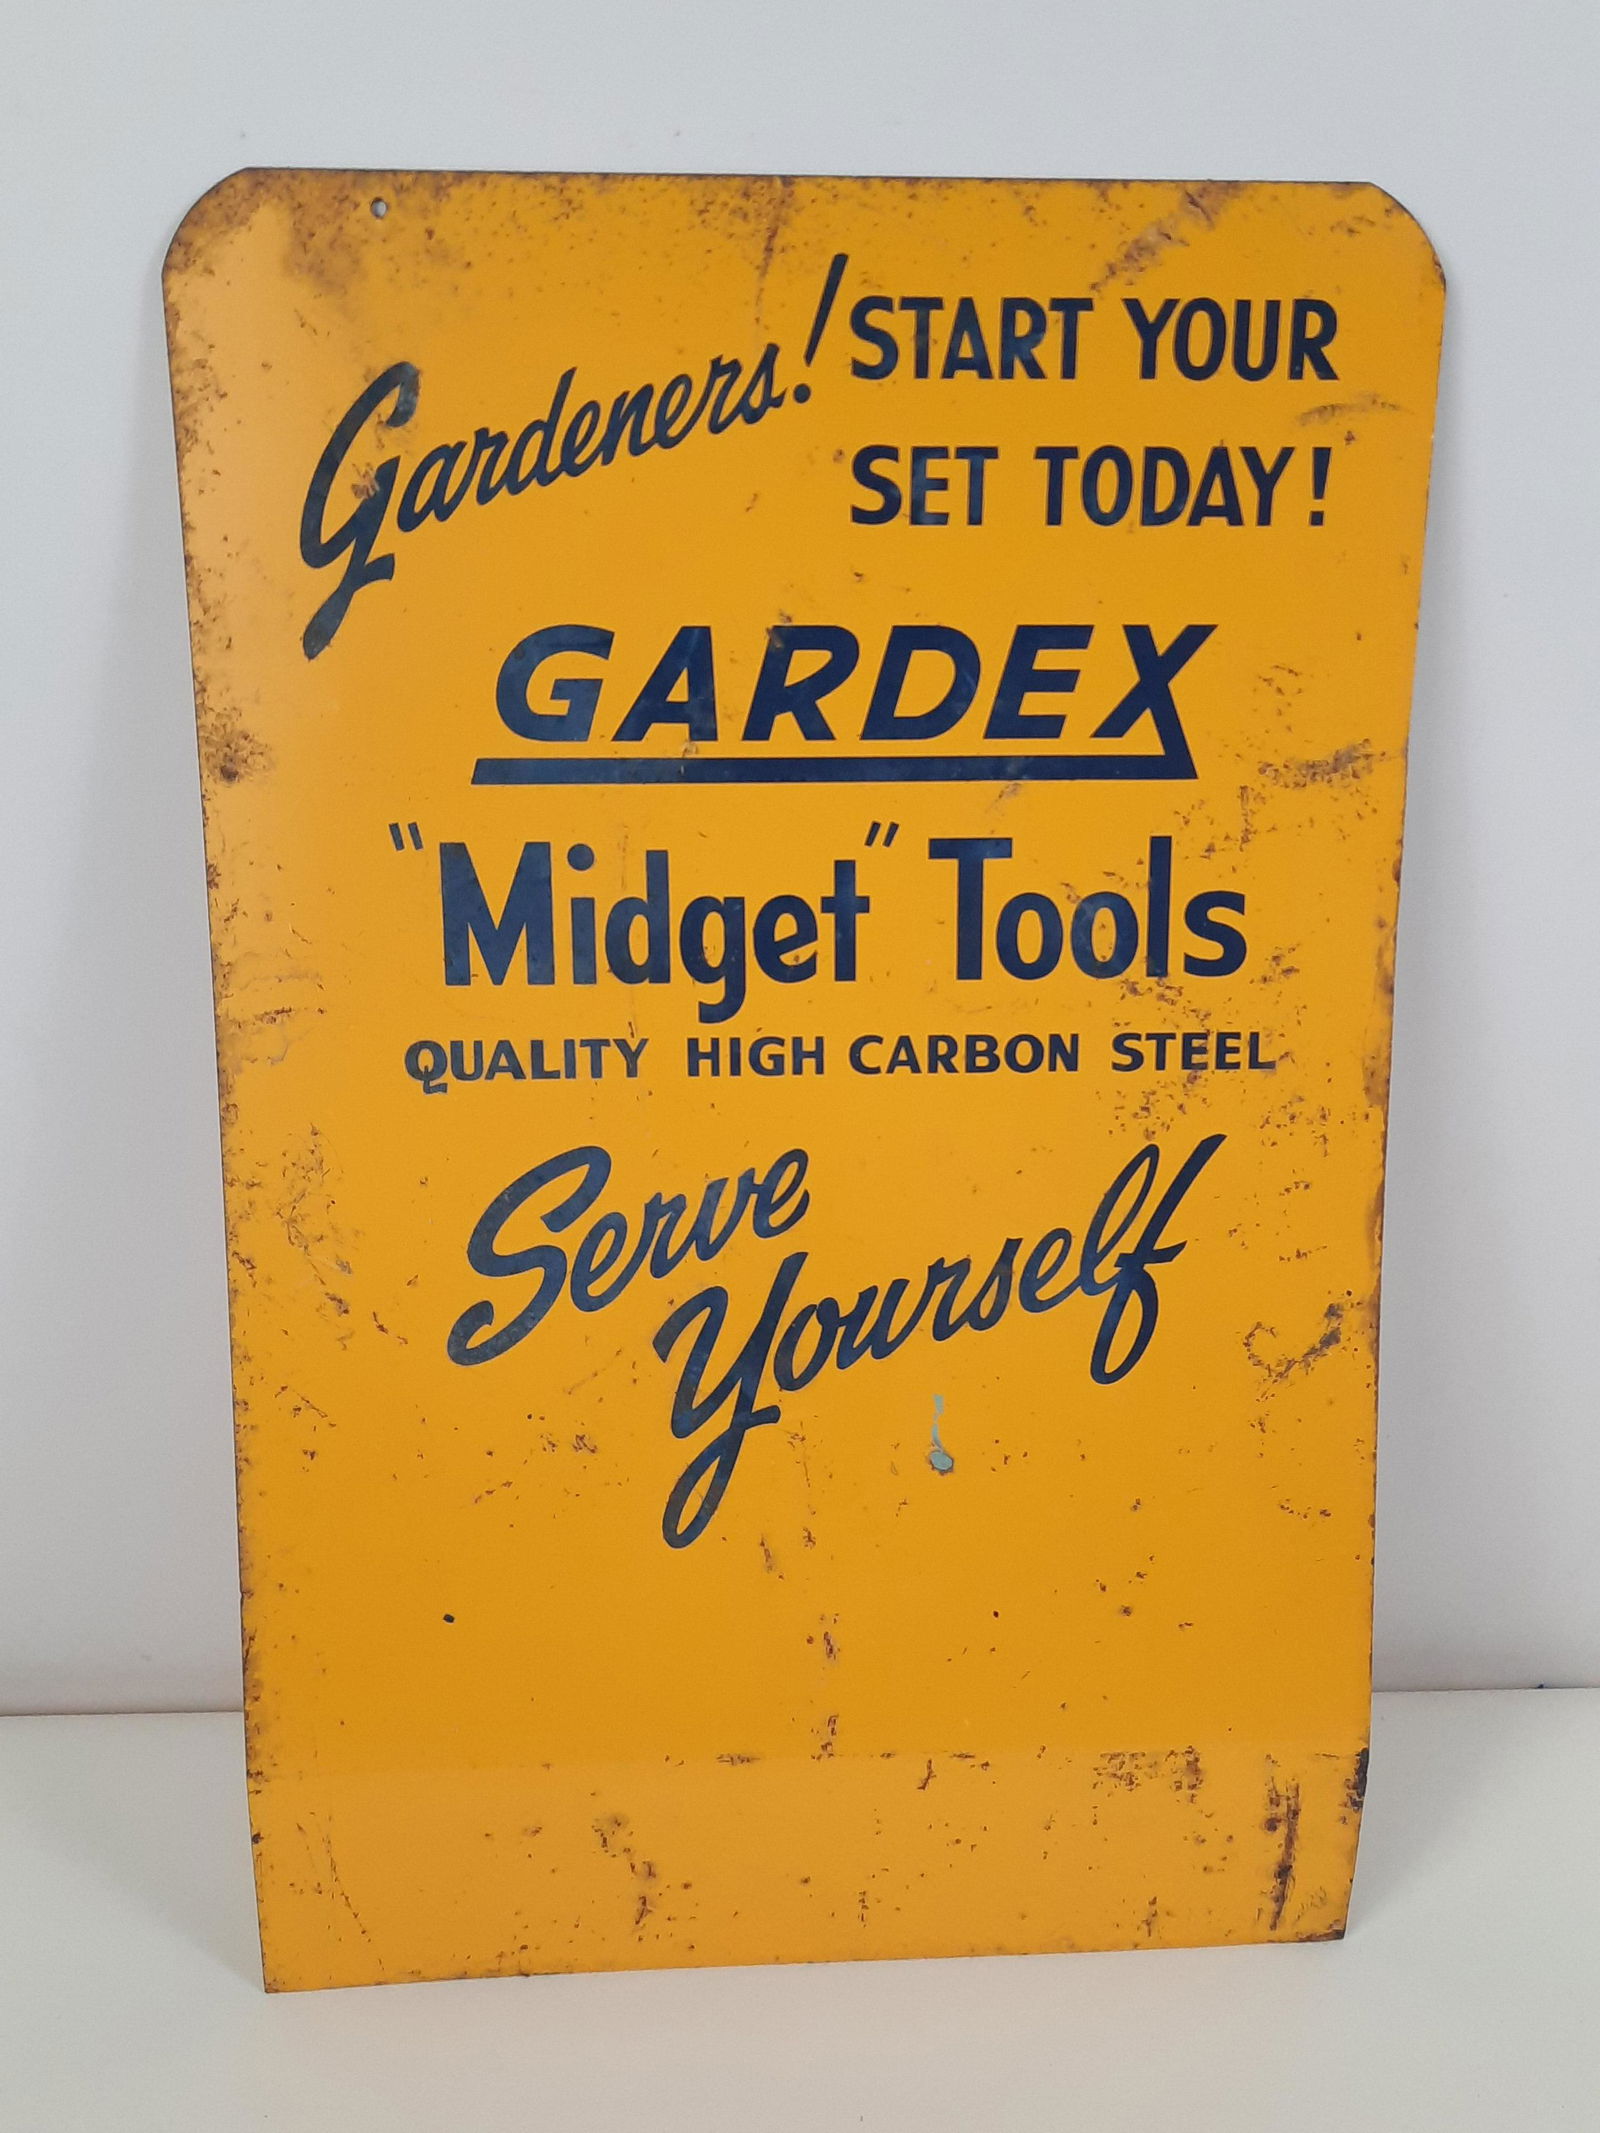 Gardeners! START YOUR
SET TODAY!
GARDEX
"Midget" Tools
QUALITY HIGH CARBON STEEL
Serve
Yourself